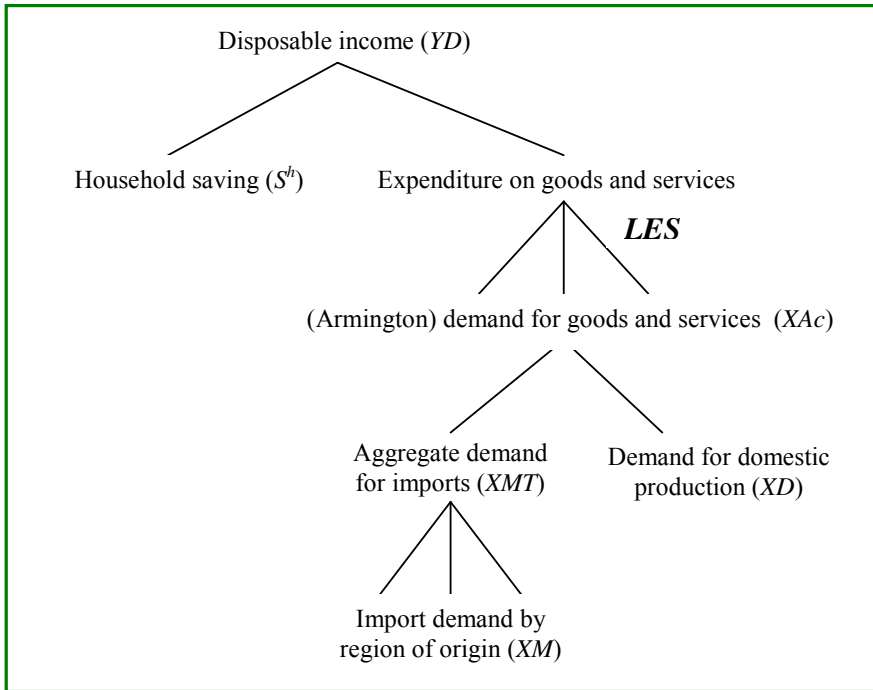 Disposable income (YD)
Household saving (S^h)
Expenditure on goods and services
LES
(Armington) demand for goods and services (XAc)
Aggregate demand
for imports (XMT)
Demand for domestic
production (XD)
Import demand by
region of origin (XM)